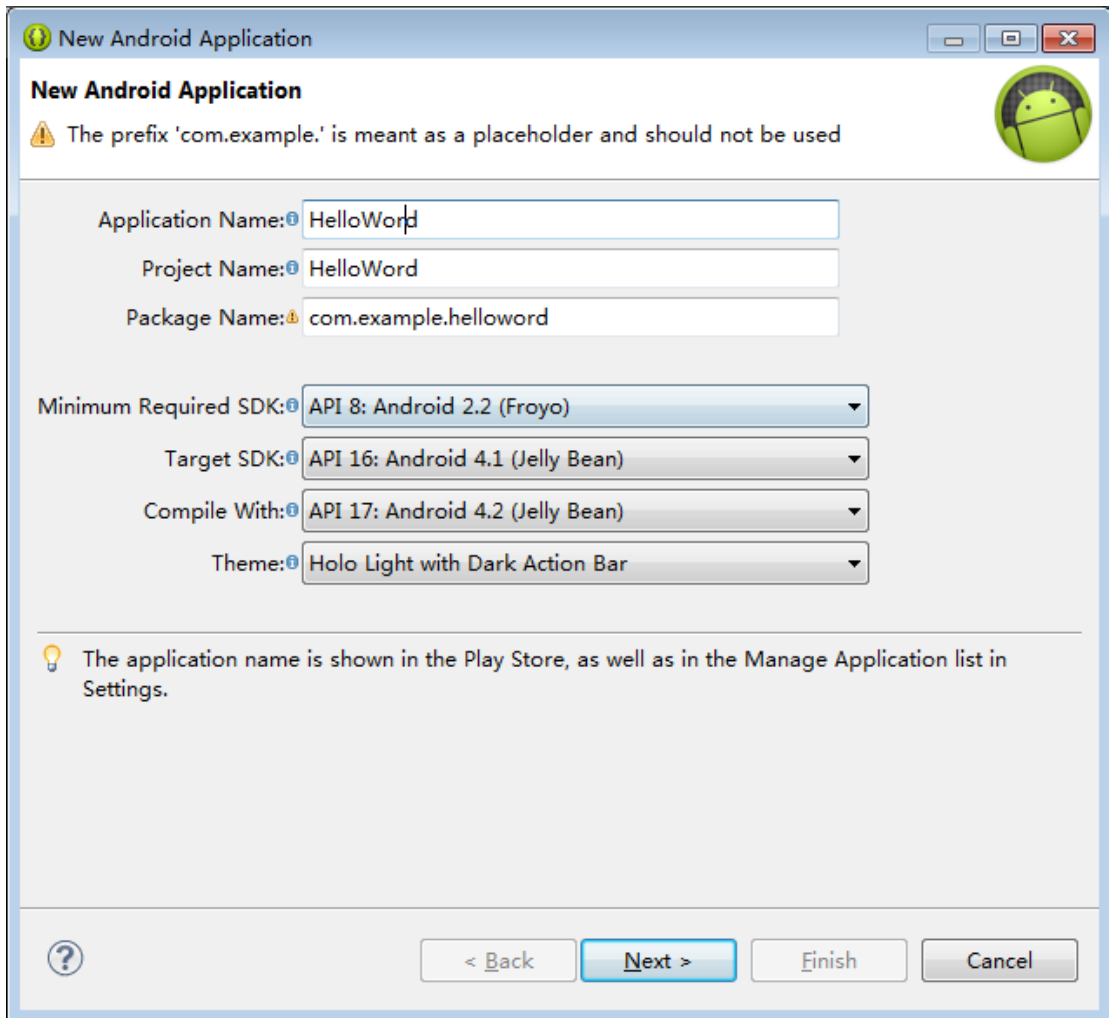 New Android Application
New Android Application
The prefix 'com.example.' is meant as a placeholder and should not be used
Application Name: HelloWord
Project Name: HelloWord
Package Name: com.example.helloword
Minimum Required SDK: API 8: Android 2.2 (Froyo)
Target SDK: API 16: Android 4.1 (Jelly Bean)
Compile With: API 17: Android 4.2 (Jelly Bean)
Theme: Holo Light with Dark Action Bar
The application name is shown in the Play Store, as well as in the Manage Application list in
Settings.
? < Back Next > Finish Cancel